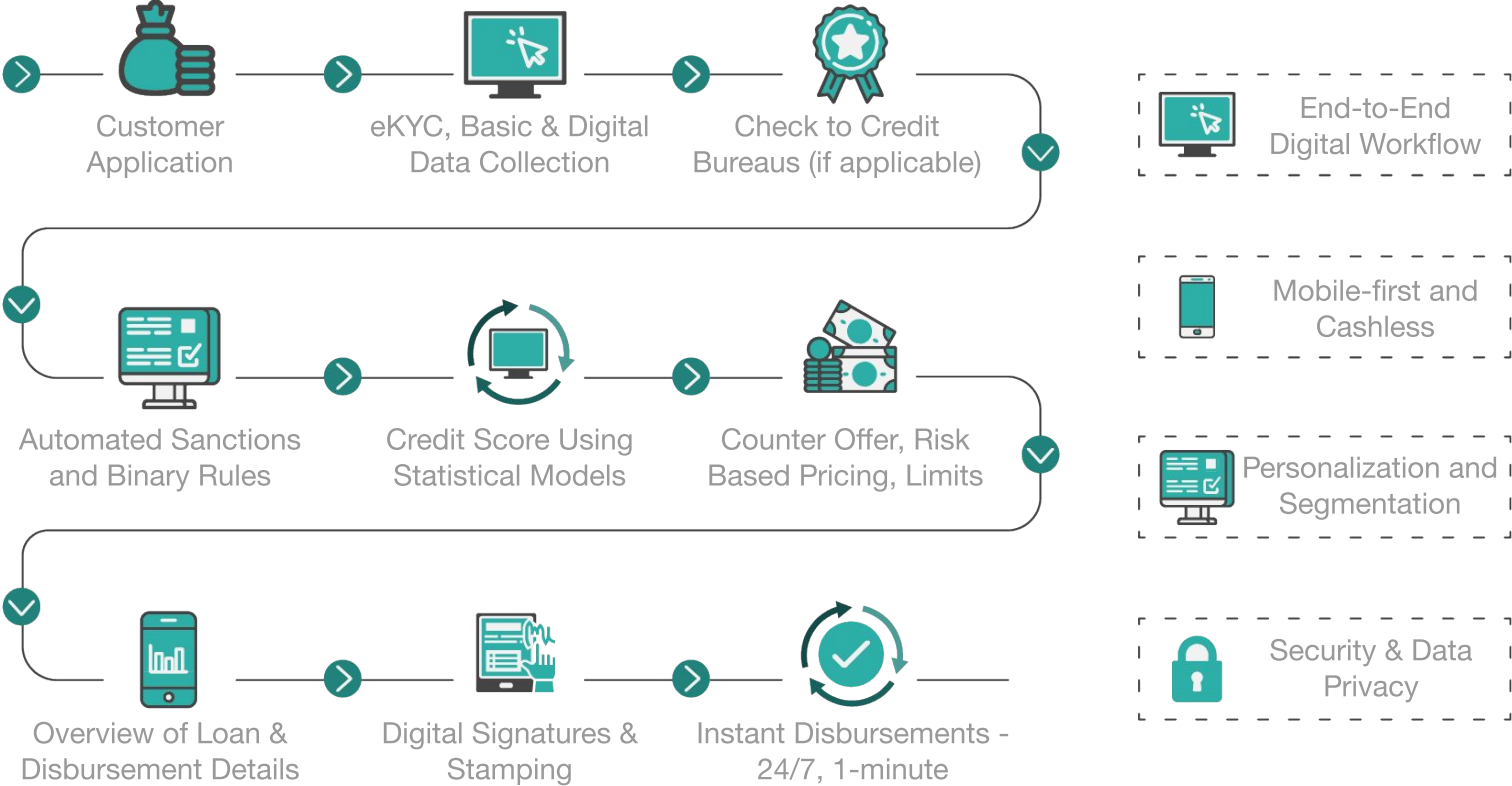 Customer
Application
eKYC, Basic & Digital
Data Collection
Check to Credit
Bureaus (if applicable)
End-to-End
Digital Workflow
Mobile-first and
Cashless
Automated Sanctions
and Binary Rules
Credit Score Using
Statistical Models
Counter Offer, Risk
Based Pricing, Limits
Personalization and
Segmentation
Overview of Loan &
Disbursement Details
Digital Signatures &
Stamping
Instant Disbursements -
24/7, 1-minute
Security & Data
Privacy